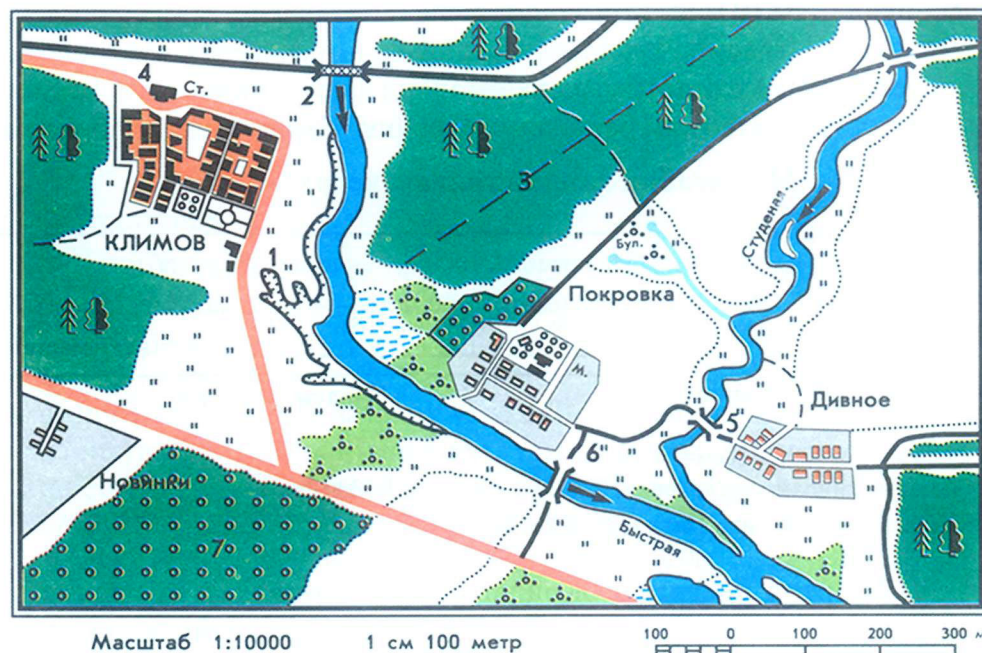 4
Ст.
2
3
КЛИМОВ
1
Бул.
Студеная
Покровка
М.
Дивное
5
6
Новинки
7
Быстрая
Масштаб 1:10000 1 см 100 метр
100 0 100 200 300 м